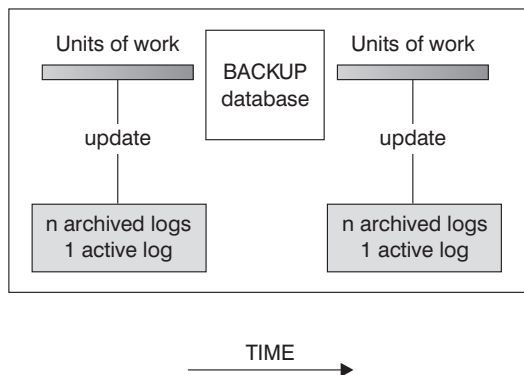 Units of work
BACKUP
database
Units of work
update
update
n archived logs
1 active log
n archived logs
1 active log
TIME